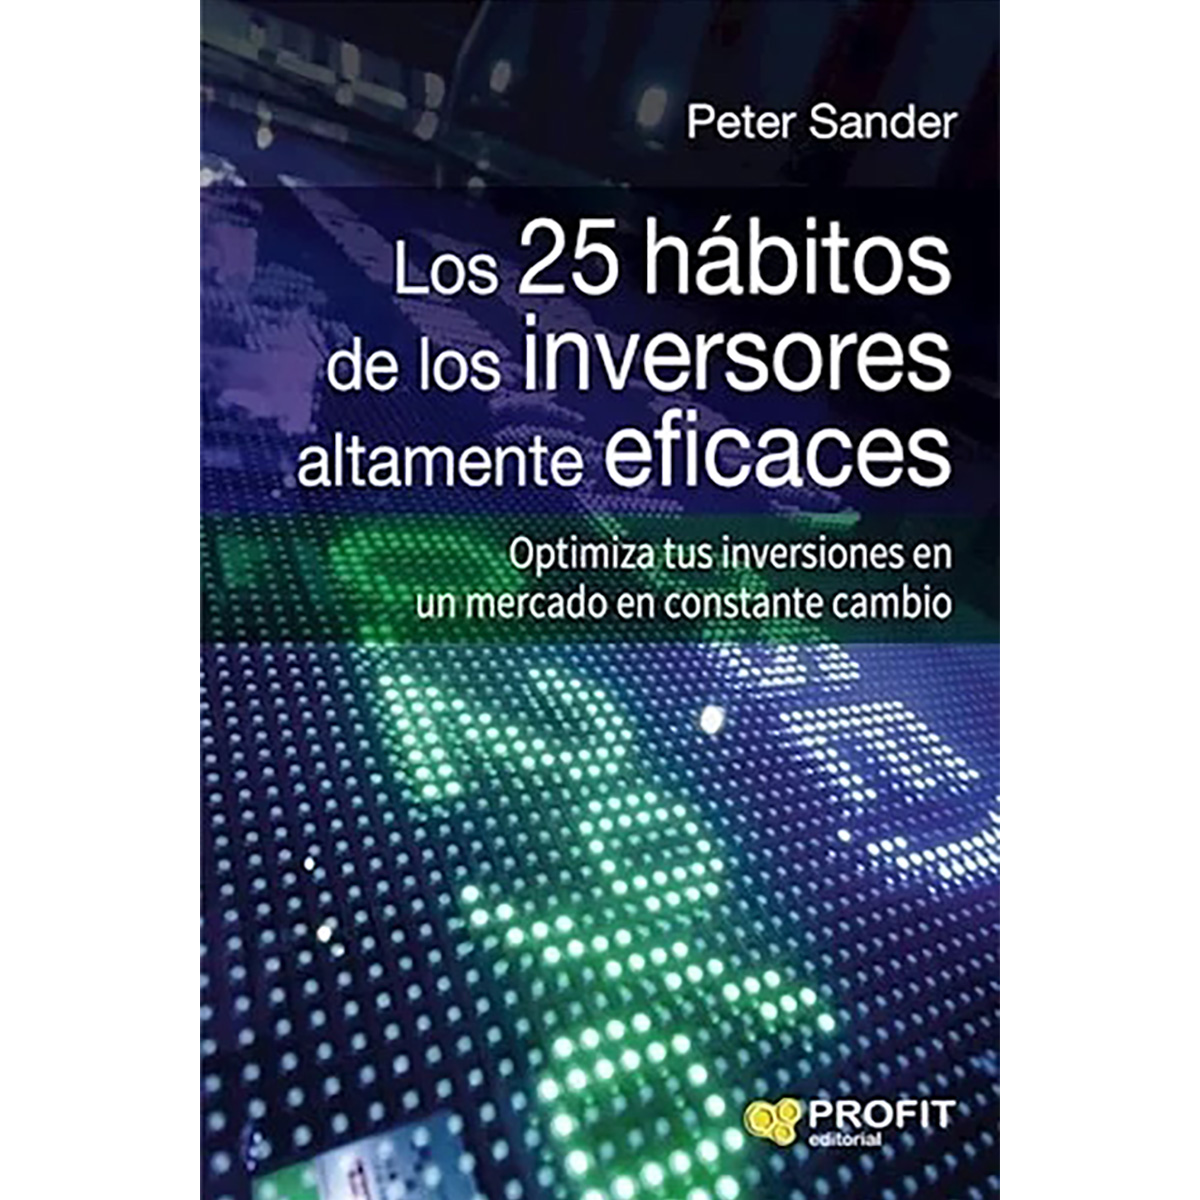 Peter Sander
Los 25 hábitos
de los inversores
altamente eficaces
Optimiza tus inversiones en
un mercado en constante cambio
PROFIT
editorial